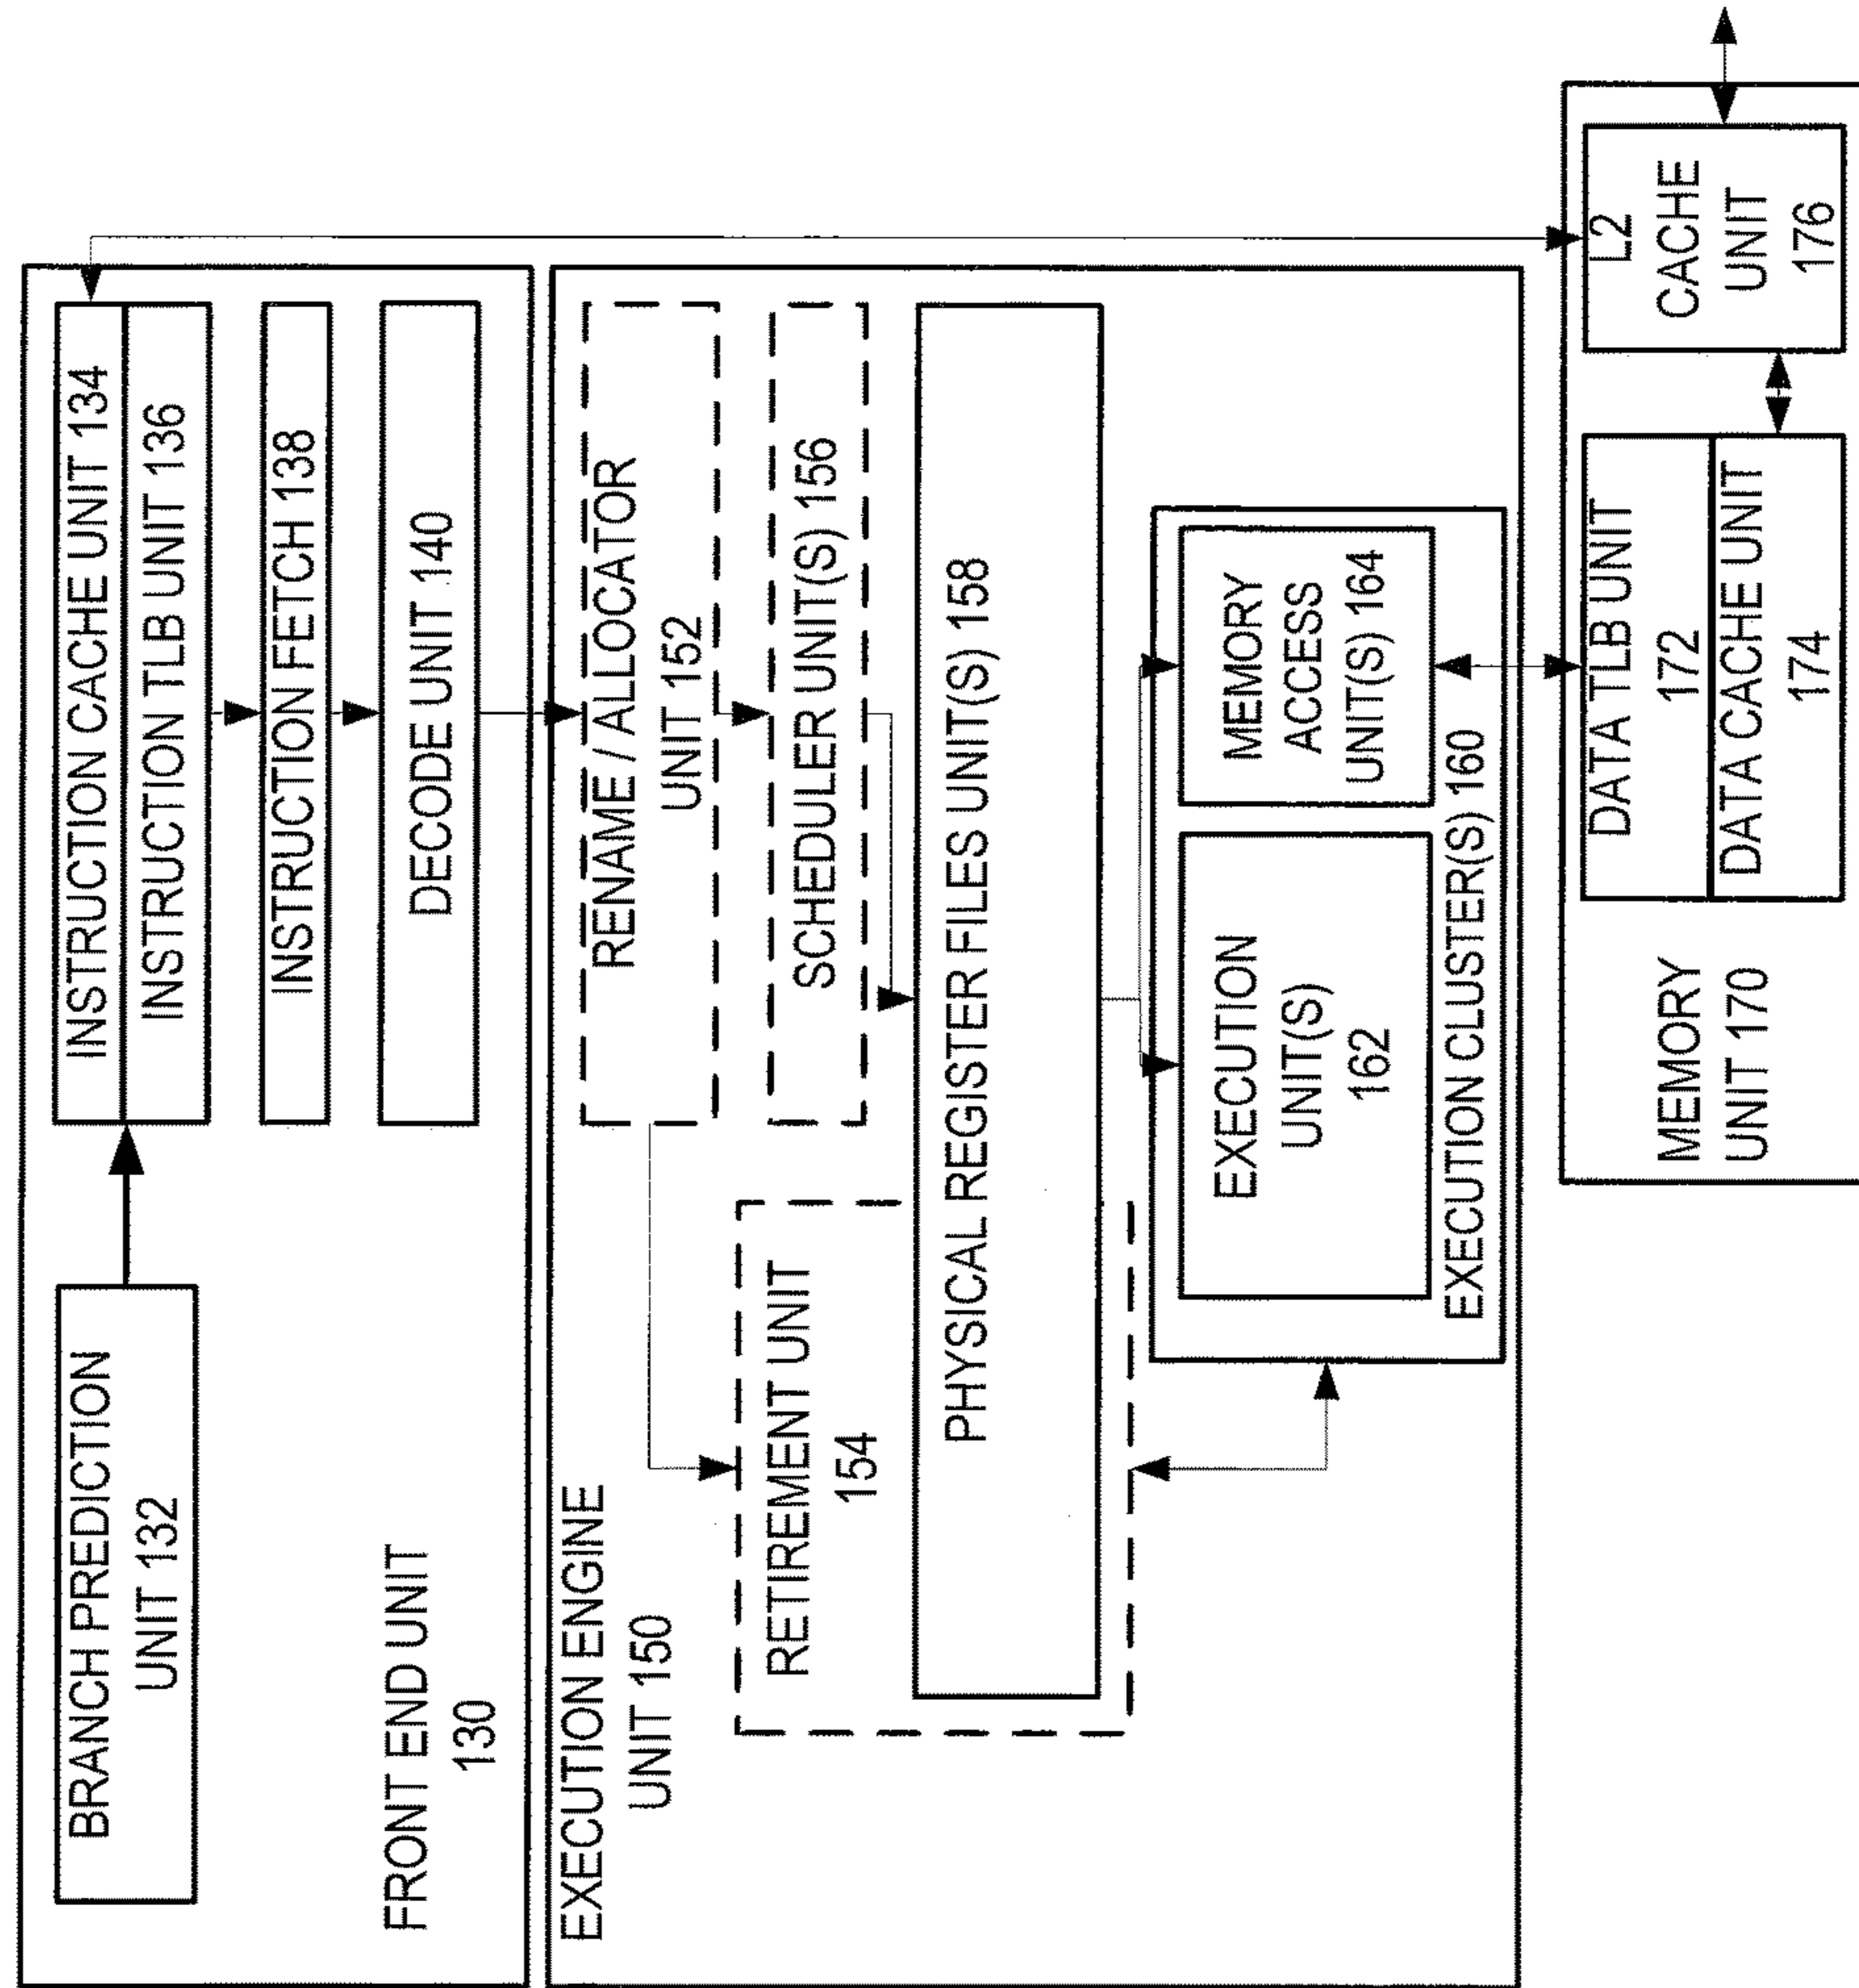 BRANCH PREDICTION
UNIT 132
INSTRUCTION CACHE UNIT 134
INSTRUCTION TLB UNIT 136
INSTRUCTION FETCH 138
DECODE UNIT 140
FRONT END UNIT
130
EXECUTION ENGINE
UNIT 150
RENAME / ALLOCATOR
UNIT 152
RETIREMENT UNIT
154
SCHEDULER UNIT(S) 156
PHYSICAL REGISTER FILES UNIT(S) 158
EXECUTION
UNIT(S)
162
MEMORY
ACCESS
UNIT(S) 164
EXECUTION CLUSTER(S) 160
MEMORY
UNIT 170
DATA TLB UNIT
172
DATA CACHE UNIT
174
L2
CACHE
UNIT
176